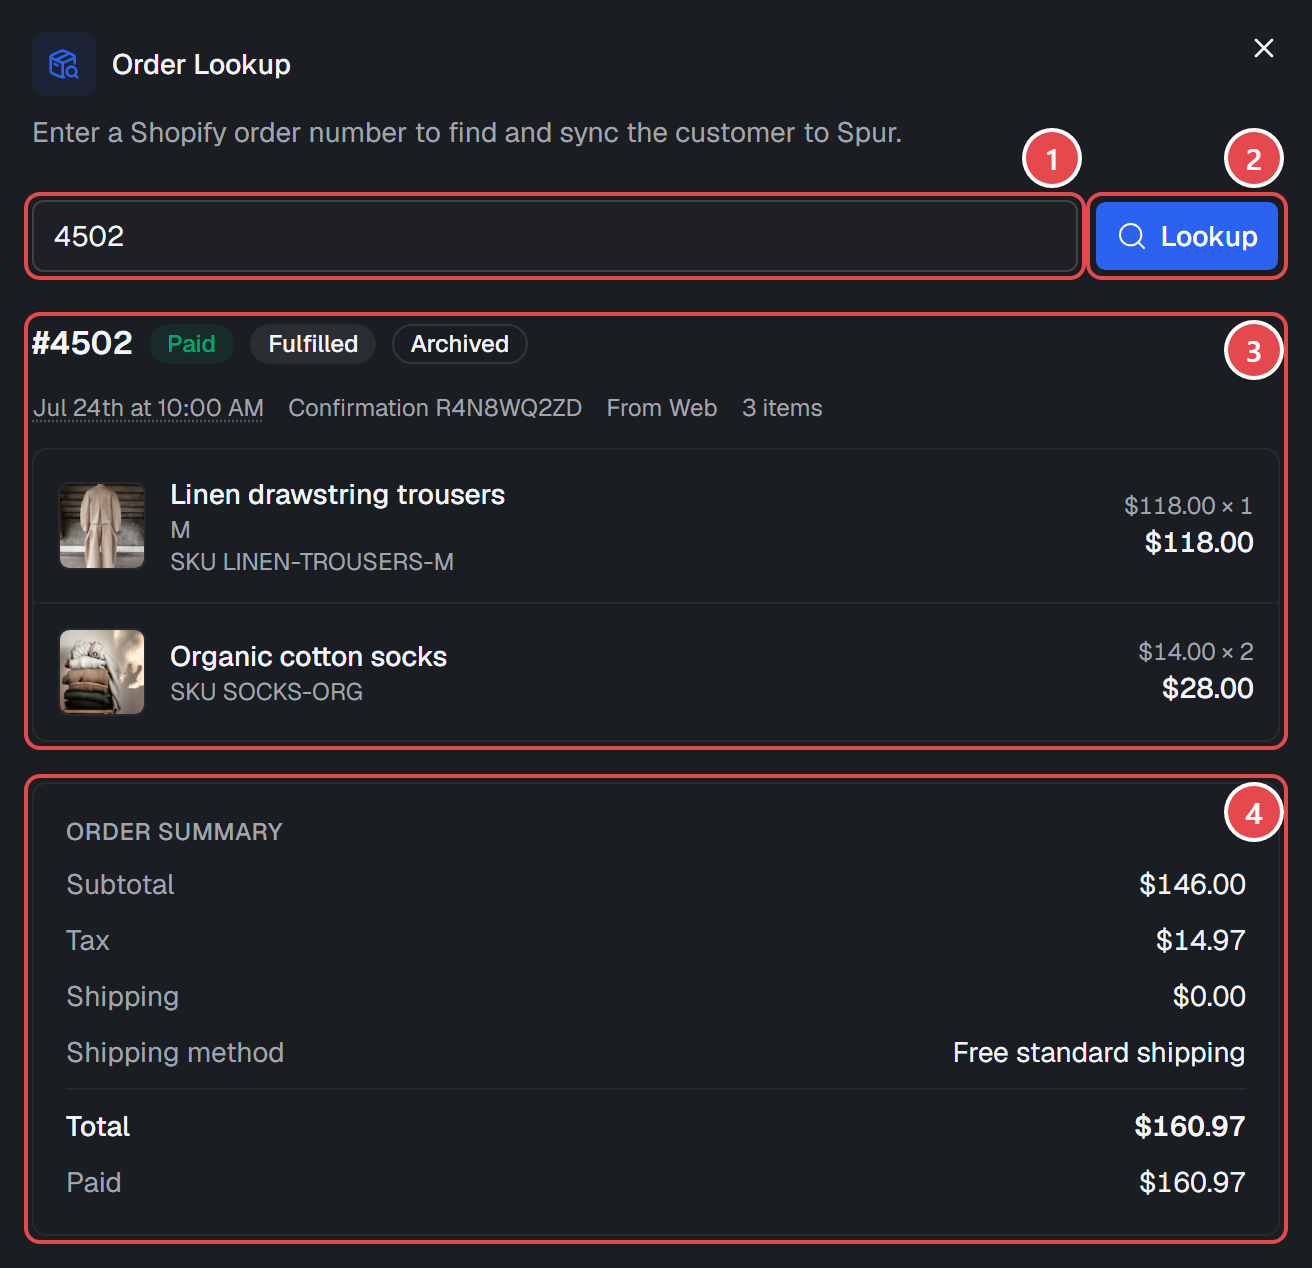 Order Lookup
Enter a Shopify order number to find and sync the customer to Spur.
1
2
4502
Lookup
#4502 Paid Fulfilled Archived
3
Jul 24th at 10:00 AM Confirmation R4N8WQ2ZD From Web 3 items
Linen drawstring trousers
M
SKU LINEN-TROUSERS-M
$118.00 × 1
$118.00
Organic cotton socks
SKU SOCKS-ORG
$14.00 × 2
$28.00
4
ORDER SUMMARY
Subtotal $146.00
Tax $14.97
Shipping $0.00
Shipping method Free standard shipping
Total $160.97
Paid $160.97